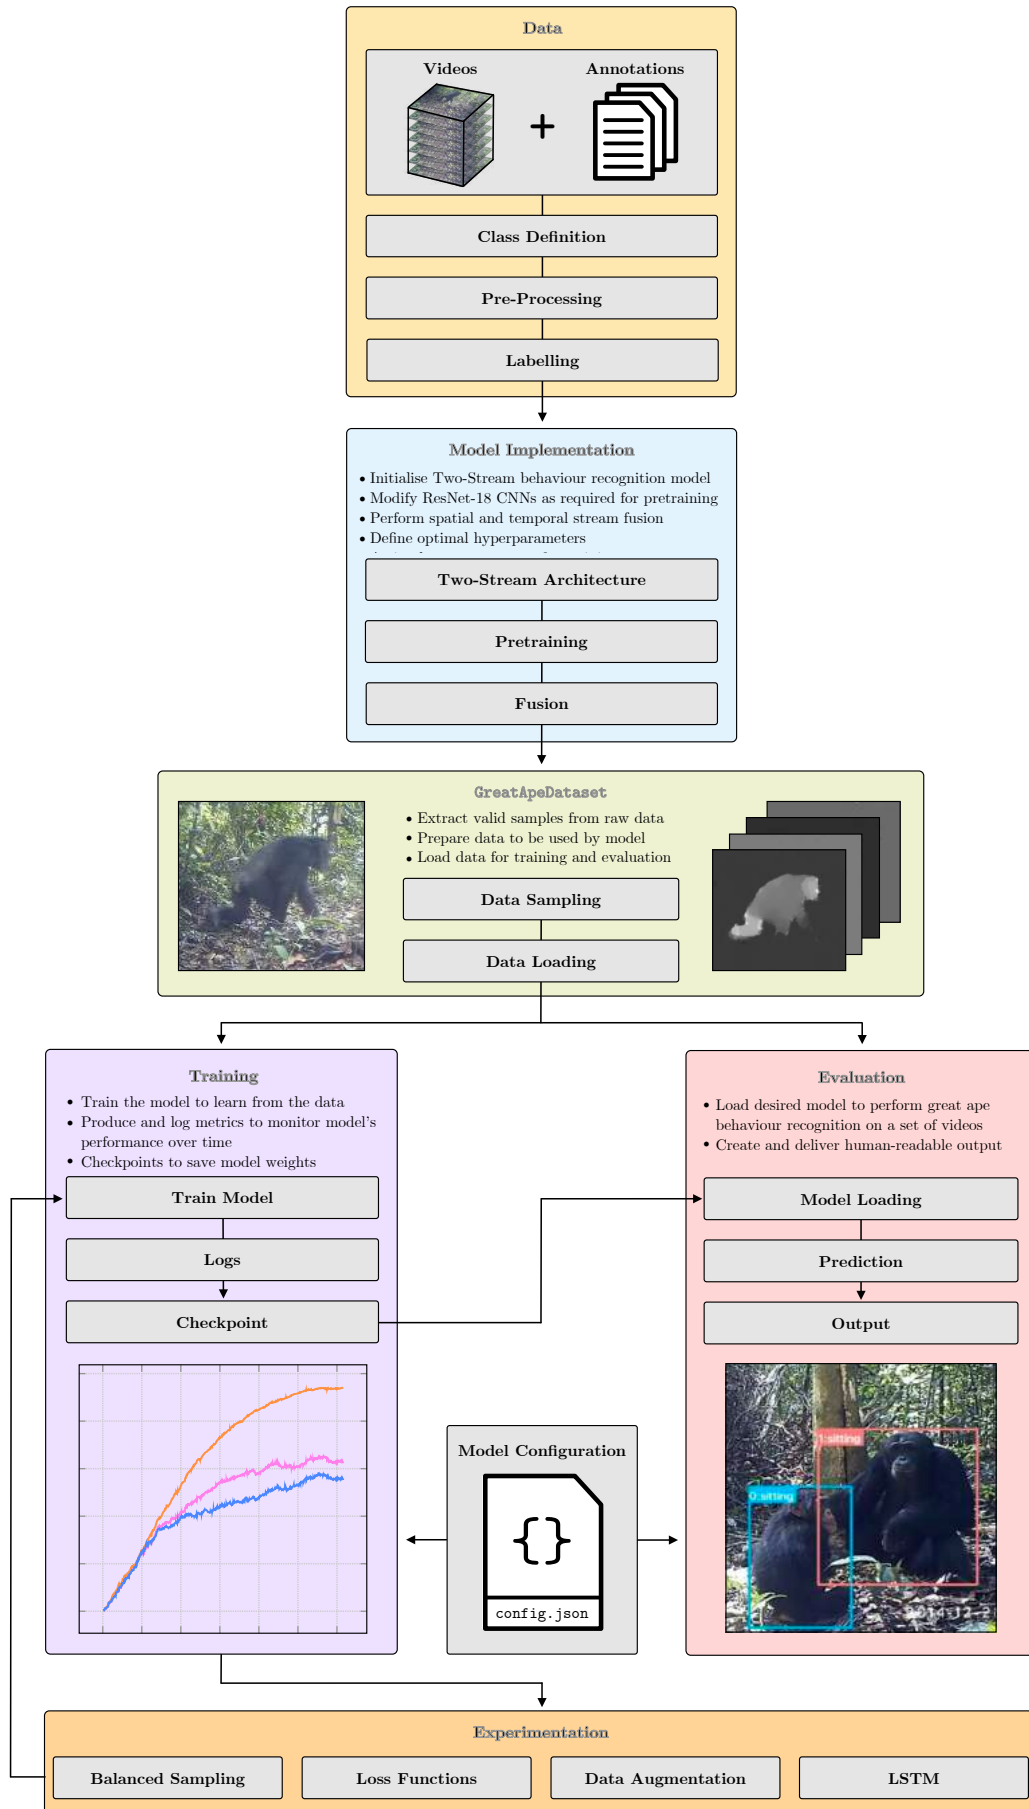 Data
Videos
Annotations
Class Definition
Pre-Processing
Labelling
Model Implementation
• Initialise Two-Stream behaviour recognition model
• Modify ResNet-18 CNNs as required for pretraining
• Perform spatial and temporal stream fusion
• Define optimal hyperparameters
Two-Stream Architecture
Pretraining
Fusion
GreatApeDataset
• Extract valid samples from raw data
• Prepare data to be used by model
• Load data for training and evaluation
Data Sampling
Data Loading
Training
• Train the model to learn from the data
• Produce and log metrics to monitor model's
performance over time
• Checkpoints to save model weights
Train Model
Logs
Checkpoint
Evaluation
• Load desired model to perform great ape
behaviour recognition on a set of videos
• Create and deliver human-readable output
Model Loading
Prediction
Output
1:sitting
0:sitting
Model Configuration
{}
config.json
Experimentation
Balanced Sampling
Loss Functions
Data Augmentation
LSTM